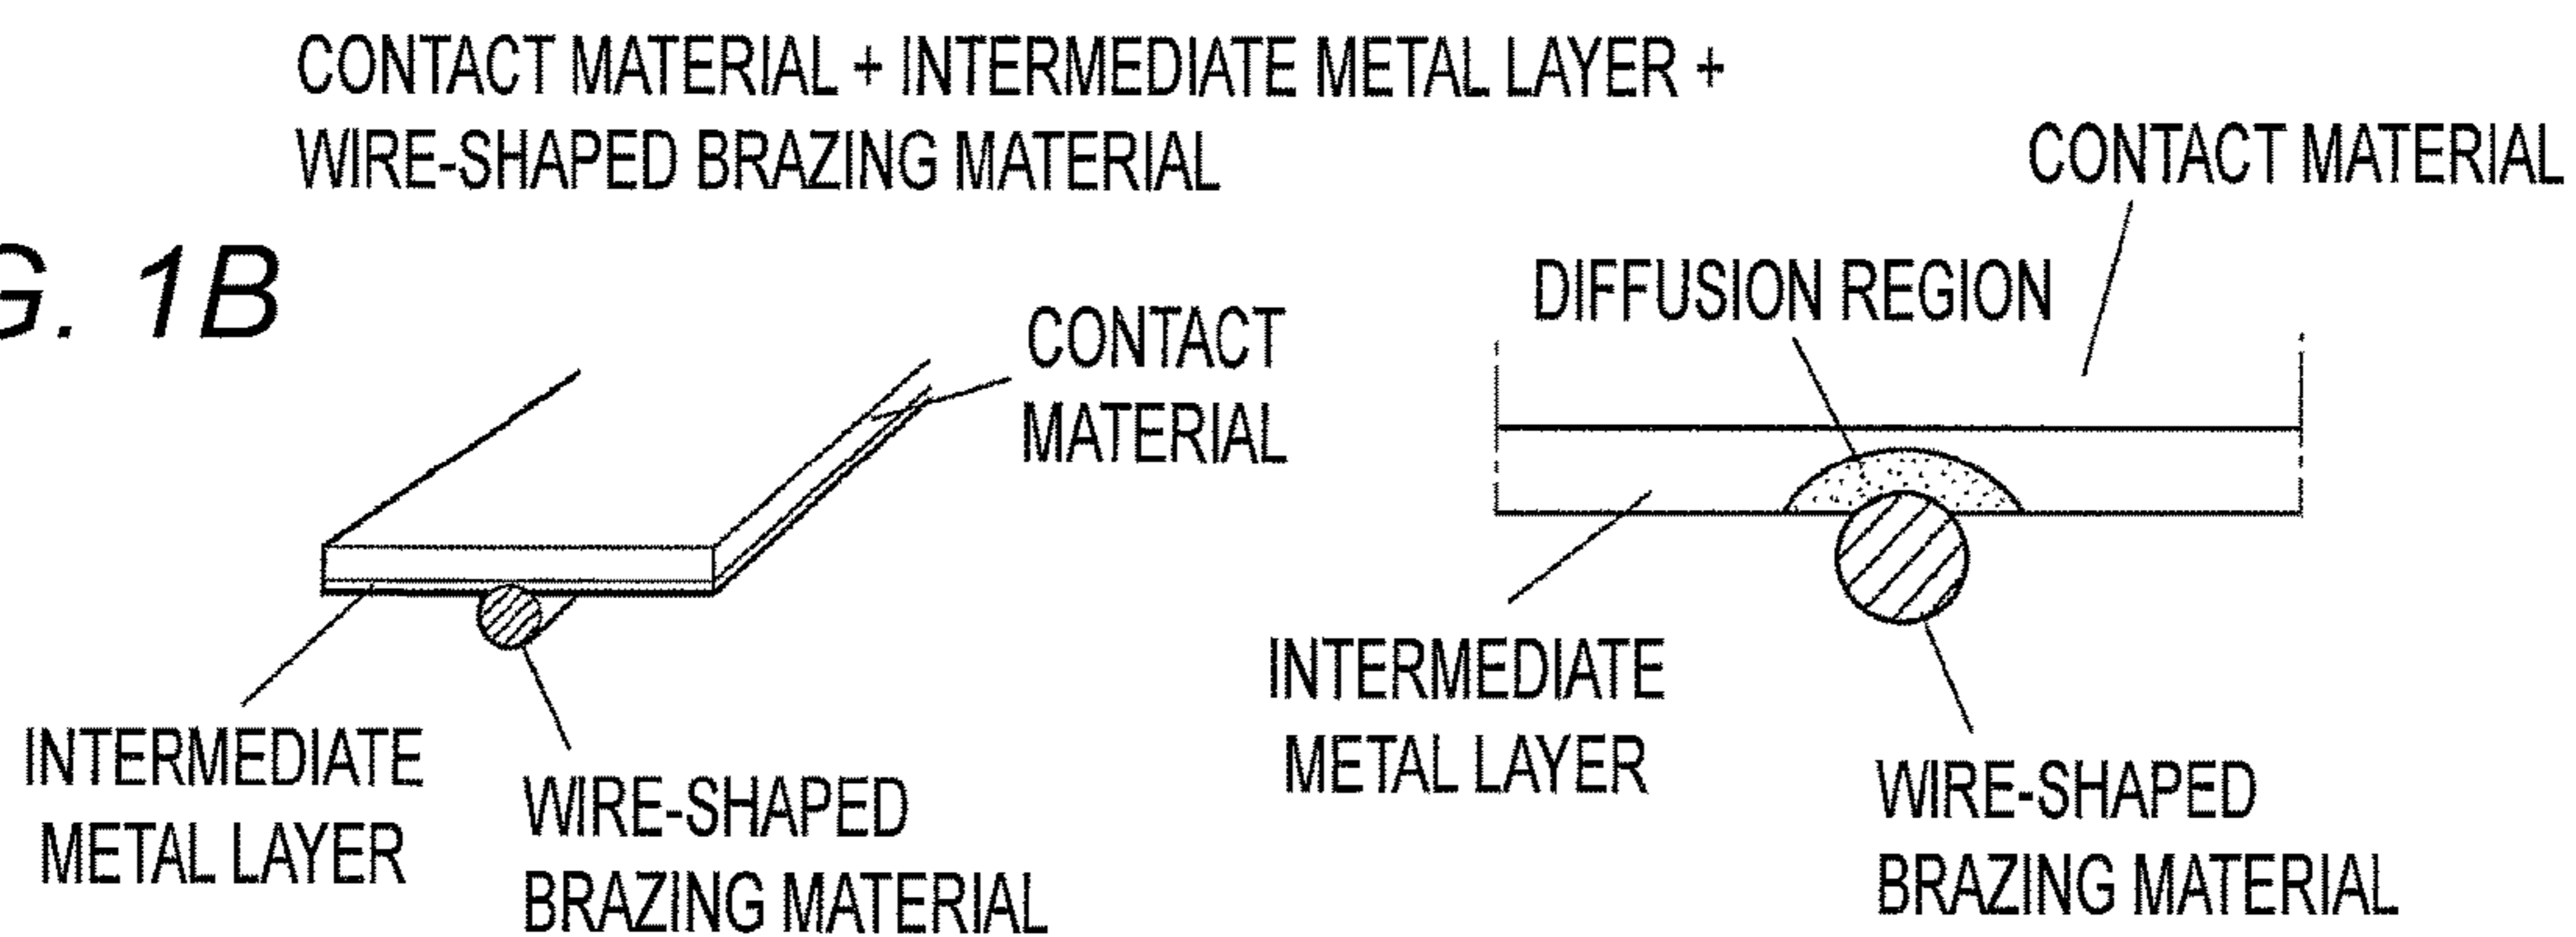 CONTACT MATERIAL + INTERMEDIATE METAL LAYER +
WIRE-SHAPED BRAZING MATERIAL
G. 1B
CONTACT
MATERIAL
INTERMEDIATE
METAL LAYER
WIRE-SHAPED
BRAZING MATERIAL
CONTACT MATERIAL
DIFFUSION REGION
INTERMEDIATE
METAL LAYER
WIRE-SHAPED
BRAZING MATERIAL